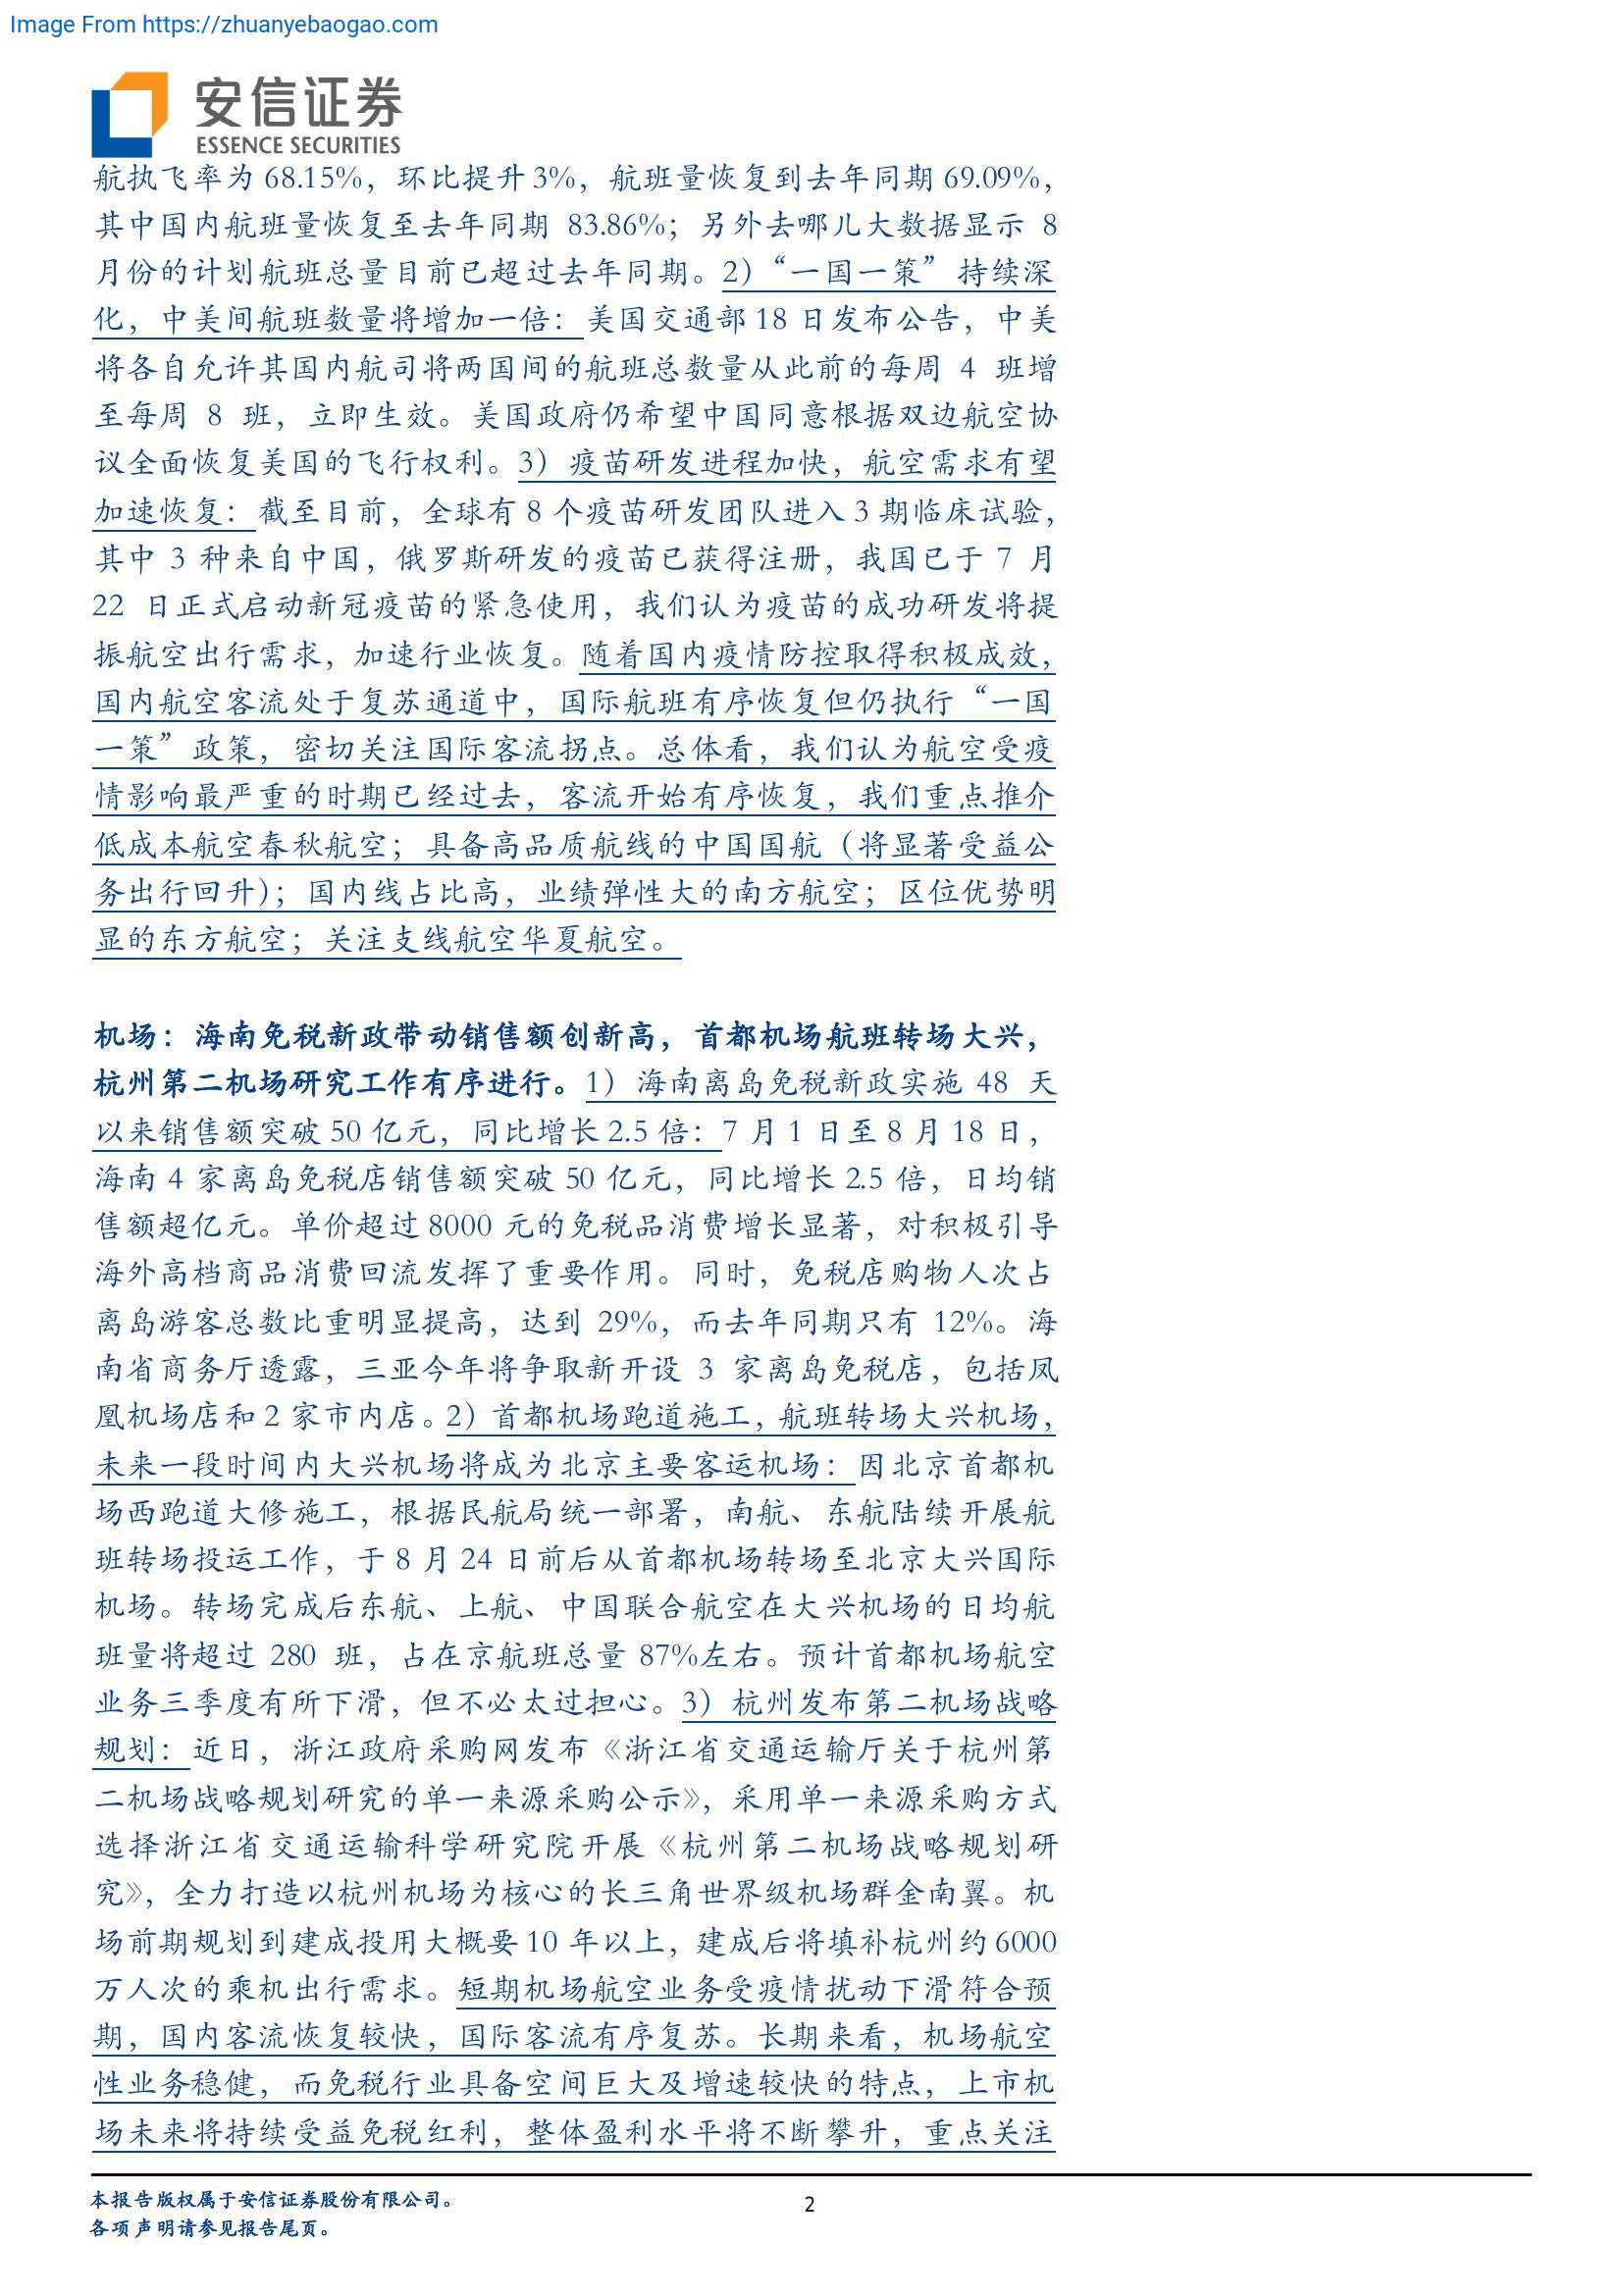 Image From https://zhuanyebaogao.com
安信证券
ESSENCE SECURITIES
航执飞率为 68.15%，环比提升 3%，航班量恢复到去年同期 69.09%，
其中国内航班量恢复至去年同期 83.86%；另外去哪儿大数据显示 8
月份的计划航班总量目前已超过去年同期。2）“一国一策”持续深
化，中美间航班数量将增加一倍：美国交通部 18 日发布公告，中美
将各自允许其国内航司将两国间的航班总数量从此前的每周 4 班增
至每周 8 班，立即生效。美国政府仍希望中国同意根据双边航空协
议全面恢复美国的飞行权利。3）疫苗研发进程加快，航空需求有望
加速恢复：截至目前，全球有 8 个疫苗研发团队进入 3 期临床试验，
其中 3 种来自中国，俄罗斯研发的疫苗已获得注册，我国已于 7 月
22 日正式启动新冠疫苗的紧急使用，我们认为疫苗的成功研发将提
振航空出行需求，加速行业恢复。随着国内疫情防控取得积极成效，
国内航空客流处于复苏通道中，国际航班有序恢复但仍执行“一国
一策”政策，密切关注国际客流拐点。总体看，我们认为航空受疫
情影响最严重的时期已经过去，客流开始有序恢复，我们重点推介
低成本航空春秋航空；具备高品质航线的中国国航（将显著受益公
务出行回升）；国内线占比高，业绩弹性大的南方航空；区位优势明
显的东方航空；关注支线航空华夏航空。
机场：海南免税新政带动销售额创新高，首都机场航班转场大兴，
杭州第二机场研究工作有序进行。1）海南离岛免税新政实施 48 天
以来销售额突破 50 亿元，同比增长 2.5 倍：7 月 1 日至 8 月 18 日，
海南 4 家离岛免税店销售额突破 50 亿元，同比增长 2.5 倍，日均销
售额超亿元。单价超过 8000 元的免税品消费增长显著，对积极引导
海外高档商品消费回流发挥了重要作用。同时，免税店购物人次占
离岛游客总数比重明显提高，达到 29%，而去年同期只有 12%。海
南省商务厅透露，三亚今年将争取新开设 3 家离岛免税店，包括凤
凰机场店和 2 家市内店。2）首都机场跑道施工，航班转场大兴机场，
未来一段时间内大兴机场将成为北京主要客运机场：因北京首都机
场西跑道大修施工，根据民航局统一部署，南航、东航陆续开展航
班转场投运工作，于 8 月 24 日前后从首都机场转场至北京大兴国际
机场。转场完成后东航、上航、中国联合航空在大兴机场的日均航
班量将超过 280 班，占在京航班总量 87%左右。预计首都机场航空
业务三季度有所下滑，但不必太过担心。3）杭州发布第二机场战略
规划：近日，浙江政府采购网发布《浙江省交通运输厅关于杭州第
二机场战略规划研究的单一来源采购公示》，采用单一来源采购方式
选择浙江省交通运输科学研究院开展《杭州第二机场战略规划研
究》，全力打造以杭州机场为核心的长三角世界级机场群金南翼。机
场前期规划到建成投用大概要 10 年以上，建成后将填补杭州约 6000
万人次的乘机出行需求。短期机场航空业务受疫情扰动下滑符合预
期，国内客流恢复较快，国际客流有序复苏。长期来看，机场航空
性业务稳健，而免税行业具备空间巨大及增速较快的特点，上市机
场未来将持续受益免税红利，整体盈利水平将不断攀升，重点关注
本报告版权属于安信证券股份有限公司。
各项声明请参见报告尾页。
2